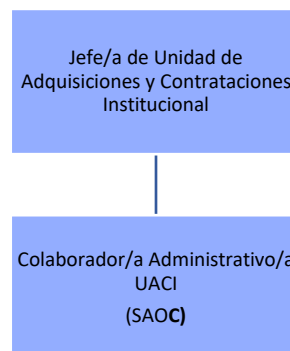 Jefe/a de Unidad de
Adquisiciones y Contrataciones
Institucional
Colaborador/a Administrativo/a
UACI
(SAOC)